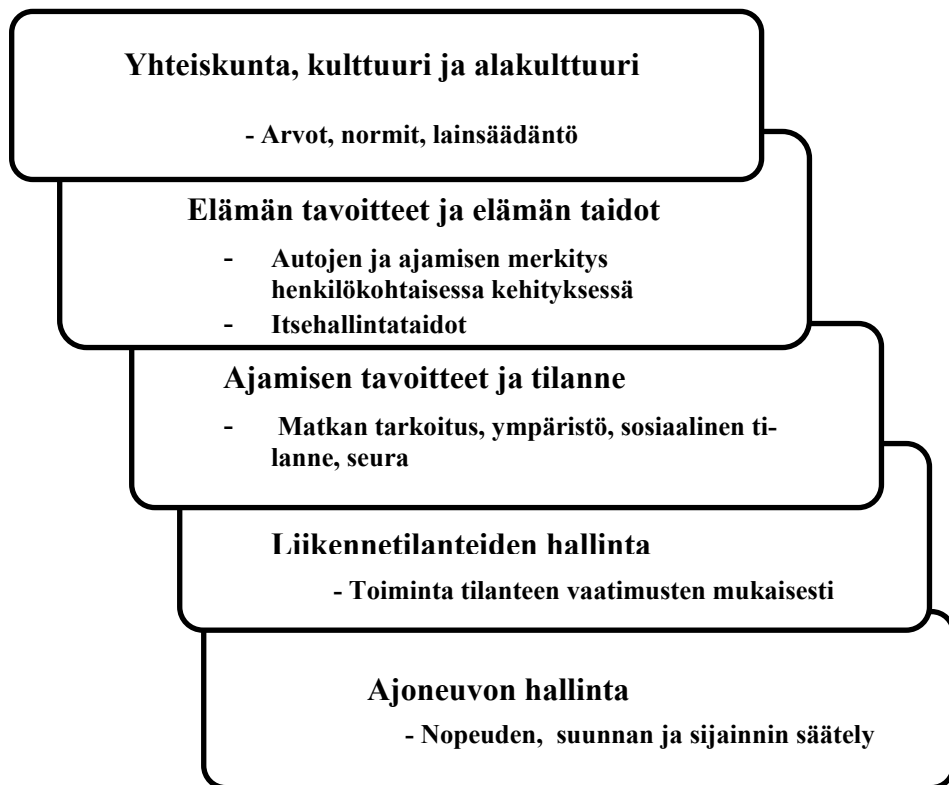 Yhteiskunta, kulttuuri ja alakulttuuri
- Arvot, normit, lainsäädäntö
Elämän tavoitteet ja elämän taidot
- Autojen ja ajamisen merkitys
henkilökohtaisessa kehityksessä
- Itsehallintataidot
Ajamisen tavoitteet ja tilanne
- Matkan tarkoitus, ympäristö, sosiaalinen ti-
lanne, seura
Liikennetilanteiden hallinta
- Toiminta tilanteen vaatimusten mukaisesti
Ajoneuvon hallinta
- Nopeuden, suunnan ja sijainnin säätely